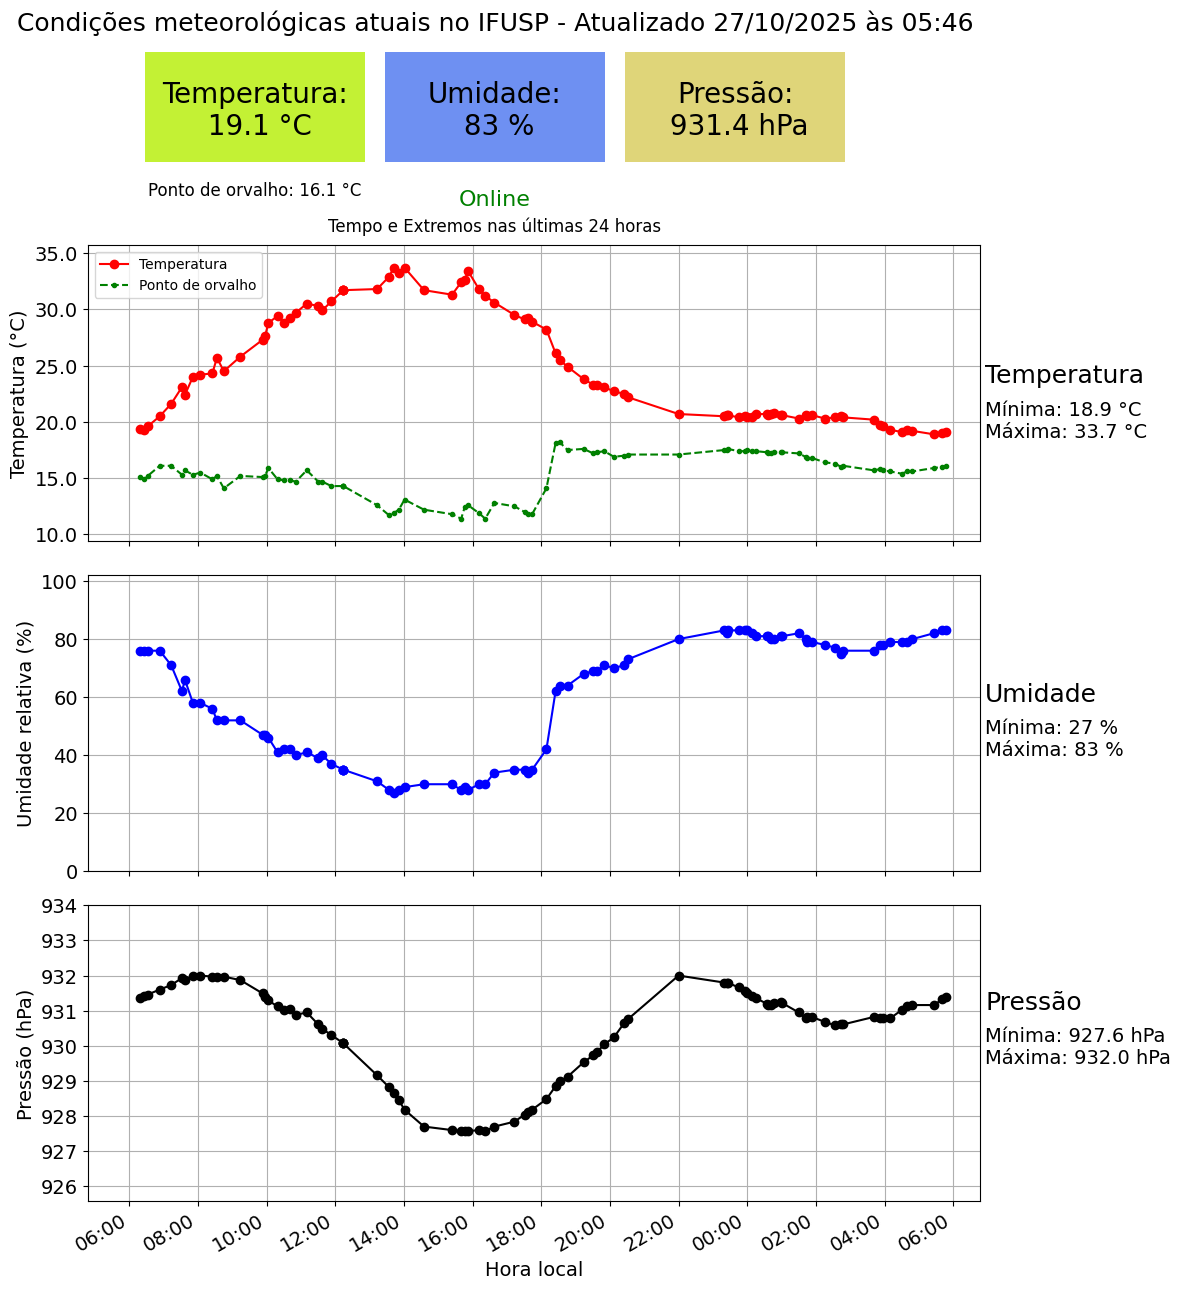 Condições meteorológicas atuais no IFUSP - Atualizado 27/10/2025 às 05:46
Temperatura:
19.1 °C
Umidade:
83 %
Pressão:
931.4 hPa
Ponto de orvalho: 16.1 °C
Online
Tempo e Extremos nas últimas 24 horas
Temperatura (°C)
35.0
30.0
25.0
20.0
15.0
10.0
Temperatura
Ponto de orvalho
Temperatura
Mínima: 18.9 °C
Máxima: 33.7 °C
Umidade relativa (%)
100
80
60
40
20
0
Umidade
Mínima: 27 %
Máxima: 83 %
Pressão (hPa)
934
933
932
931
930
929
928
927
926
Pressão
Mínima: 927.6 hPa
Máxima: 932.0 hPa
06:00 08:00 10:00 12:00 14:00 16:00 18:00 20:00 22:00 00:00 02:00 04:00 06:00
Hora local